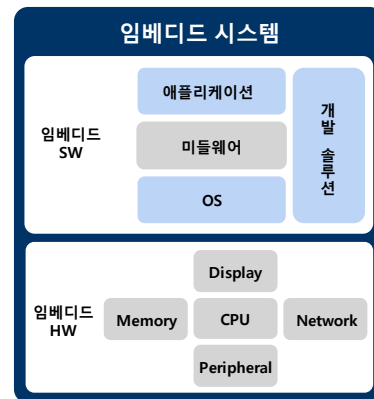 임베디드 시스템
임베디드
SW
애플리케이션
미들웨어
OS
개발 솔루션
임베디드
HW
Display
Memory
CPU
Network
Peripheral